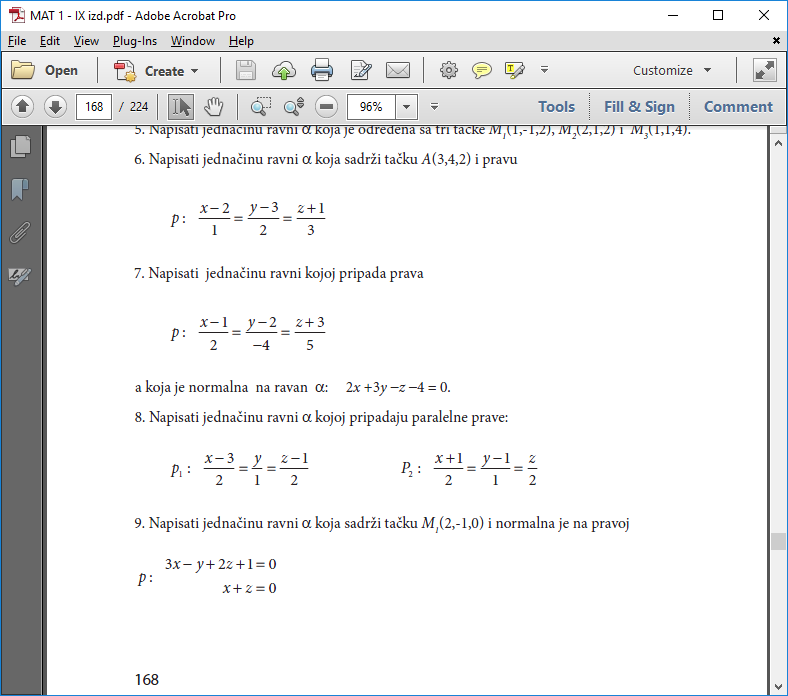 MAT 1 - IX izd.pdf - Adobe Acrobat Pro
File Edit View Plug-Ins Window Help
Open Create Customize
168 / 224 96% Tools Fill & Sign Comment
5. Napisati jednačinu ravni α koja je određena sa tri tačke M₁(1,-1,2), M₂(2,1,2) i M₃(1,1,4).
6. Napisati jednačinu ravni α koja sadrži tačku A(3,4,2) i pravu
p: (x−2)/1 = (y−3)/2 = (z+1)/3
7. Napisati jednačinu ravni kojoj pripada prava
p: (x−1)/2 = (y−2)/−4 = (z+3)/5
a koja je normalna na ravan α: 2x+3y−z−4=0.
8. Napisati jednačinu ravni α kojoj pripadaju paralelne prave:
p₁: (x−3)/2 = y/1 = (z−1)/2 P₂: (x+1)/2 = (y−1)/1 = z/2
9. Napisati jednačinu ravni α koja sadrži tačku M₁(2,-1,0) i normalna je na pravoj
p: 3x−y+2z+1=0
x+z=0
168